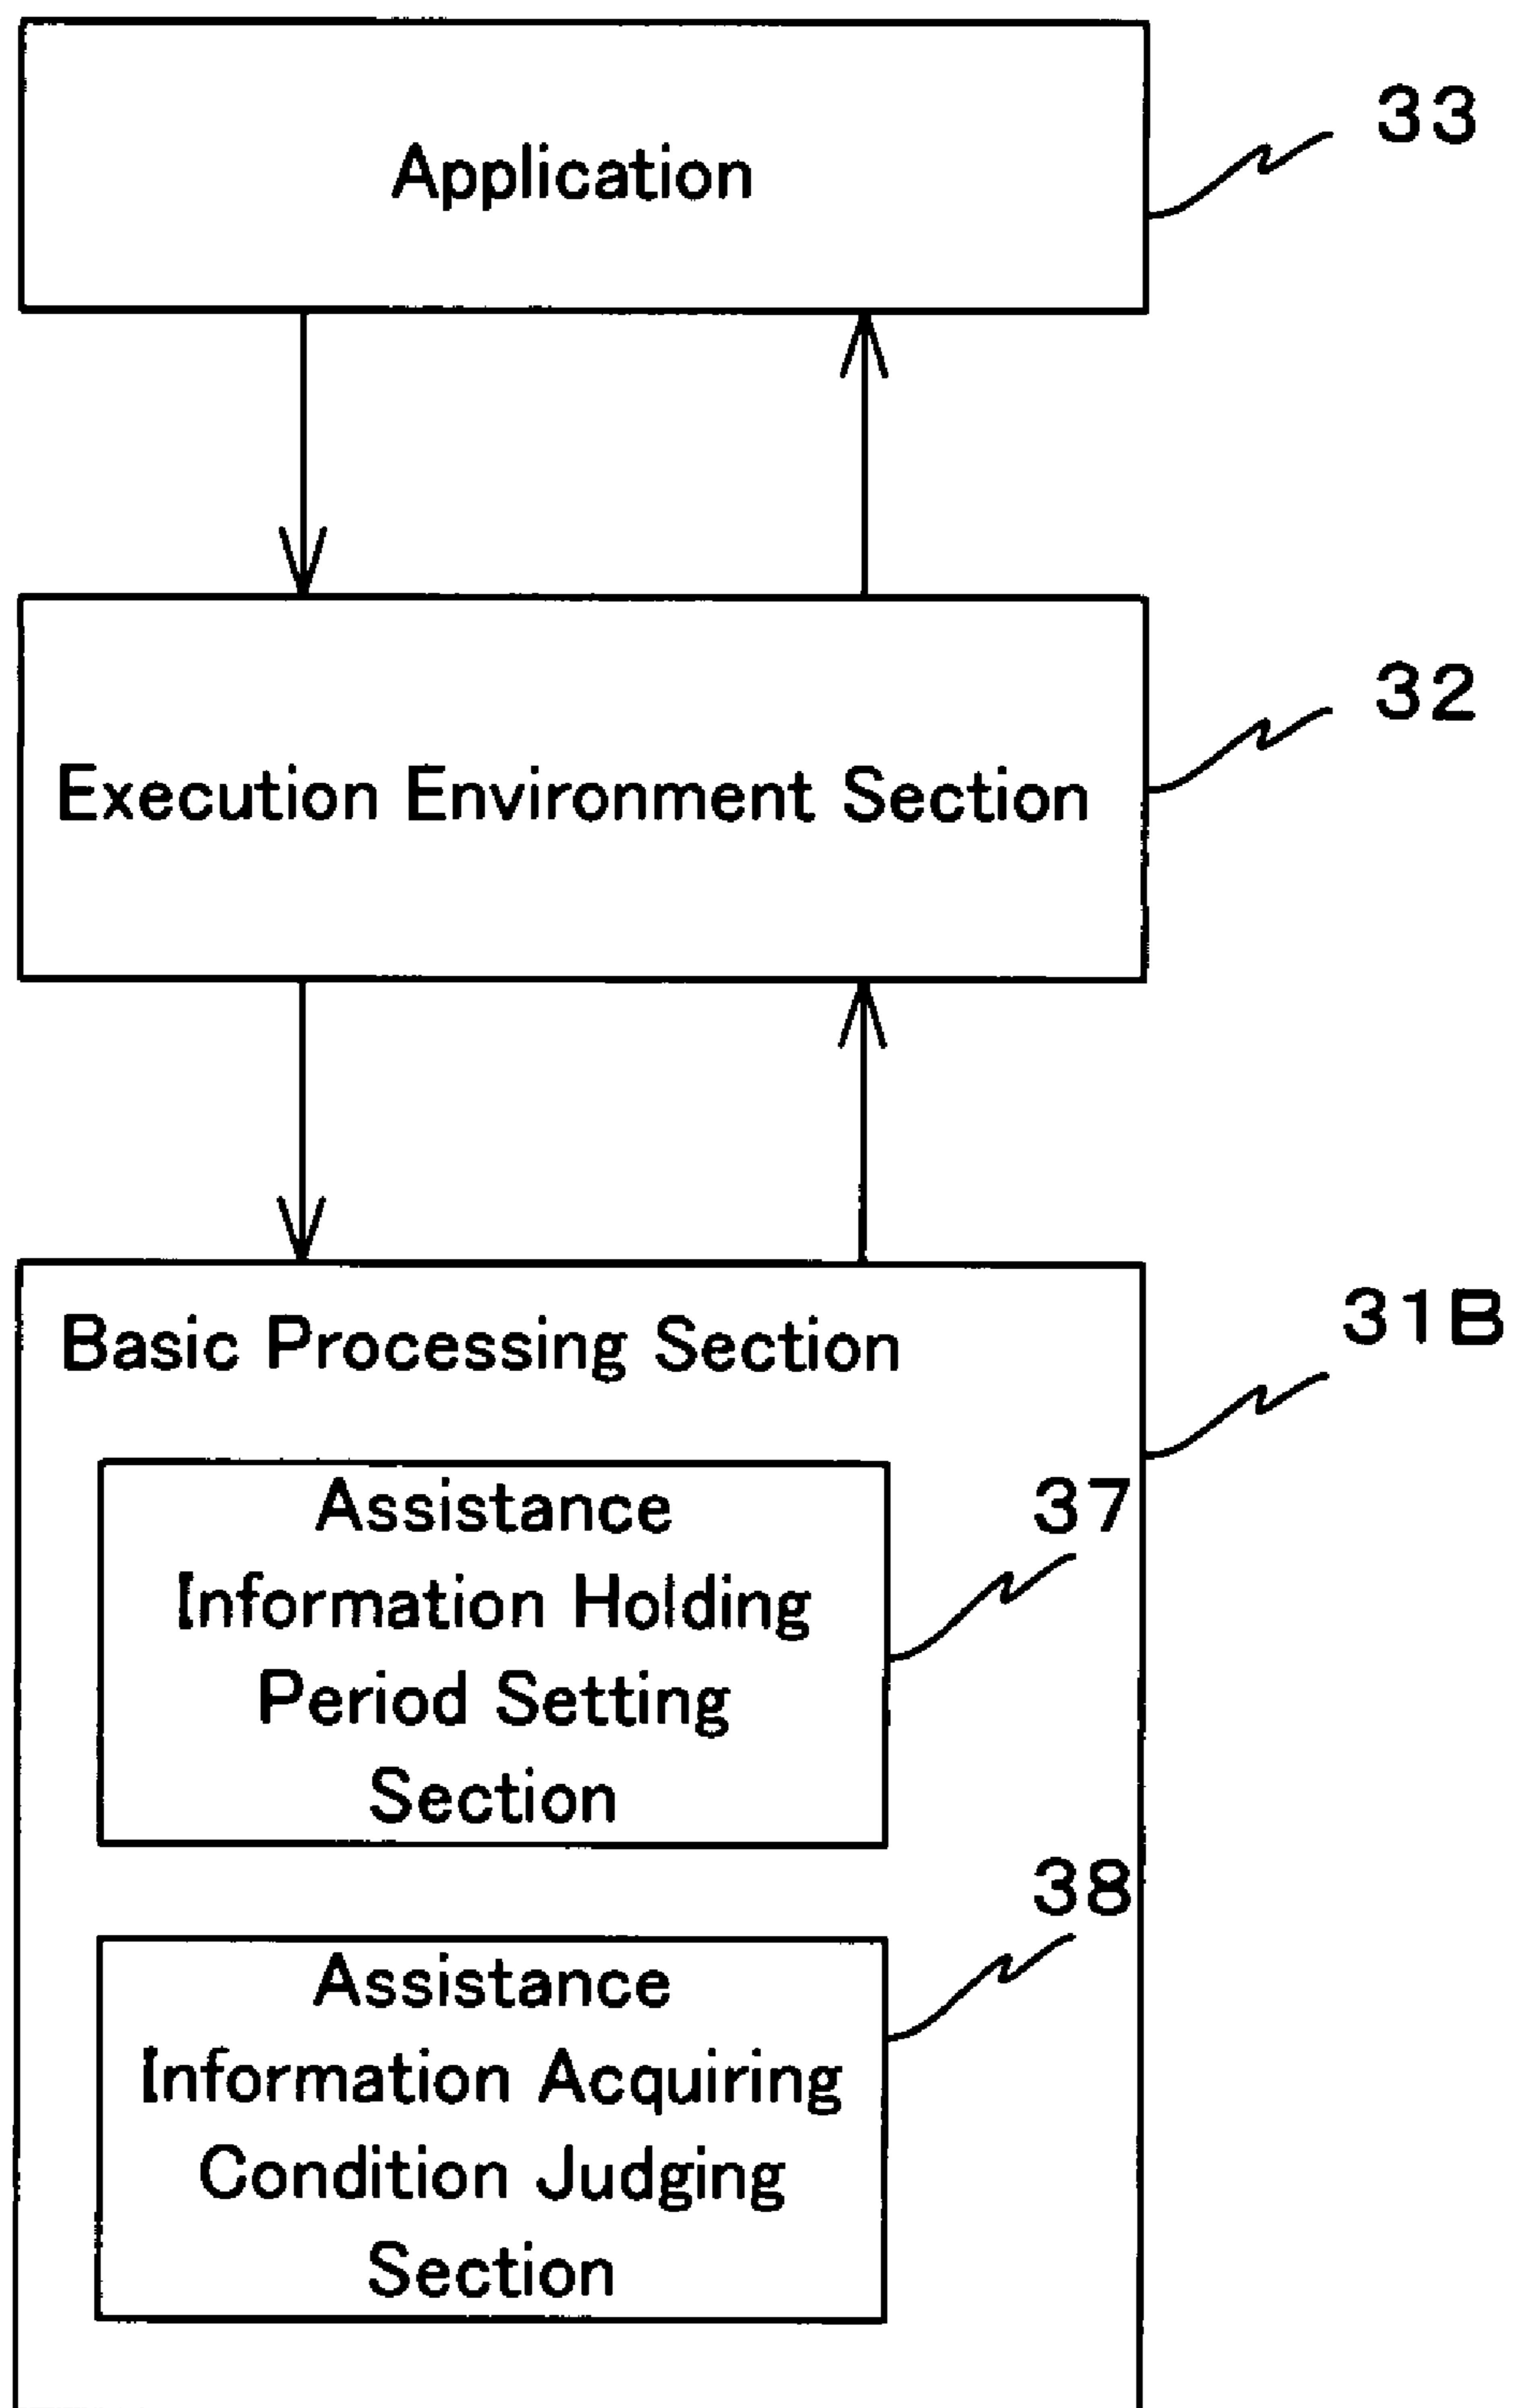 Application
33
Execution Environment Section
32
Basic Processing Section
31B
Assistance
Information Holding
Period Setting
Section
37
Assistance
Information Acquiring
Condition Judging
Section
38